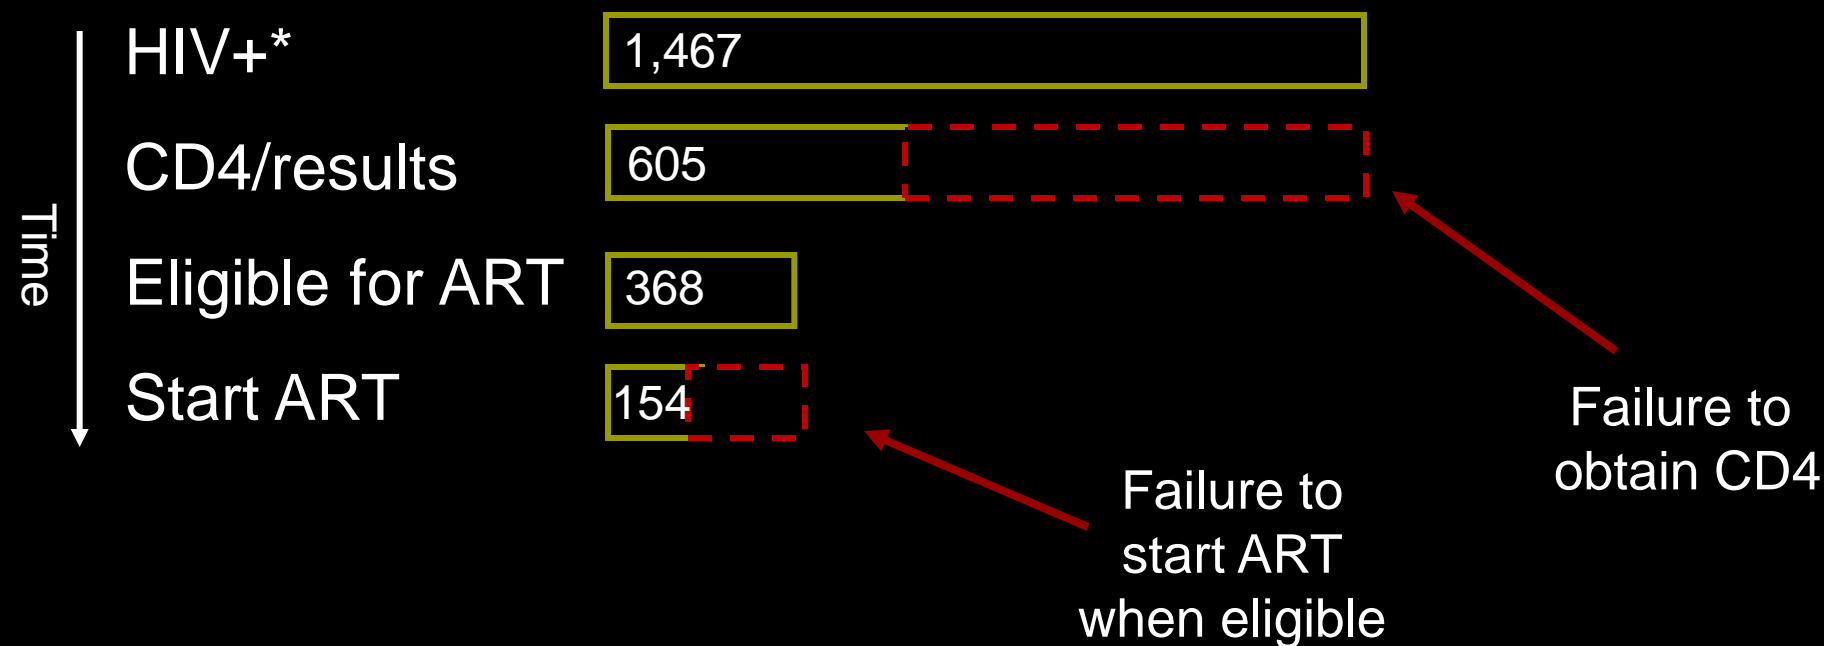 HIV+*
1,467
CD4/results
605
Time
Eligible for ART
368
Start ART
154
Failure to
obtain CD4
Failure to
start ART
when eligible